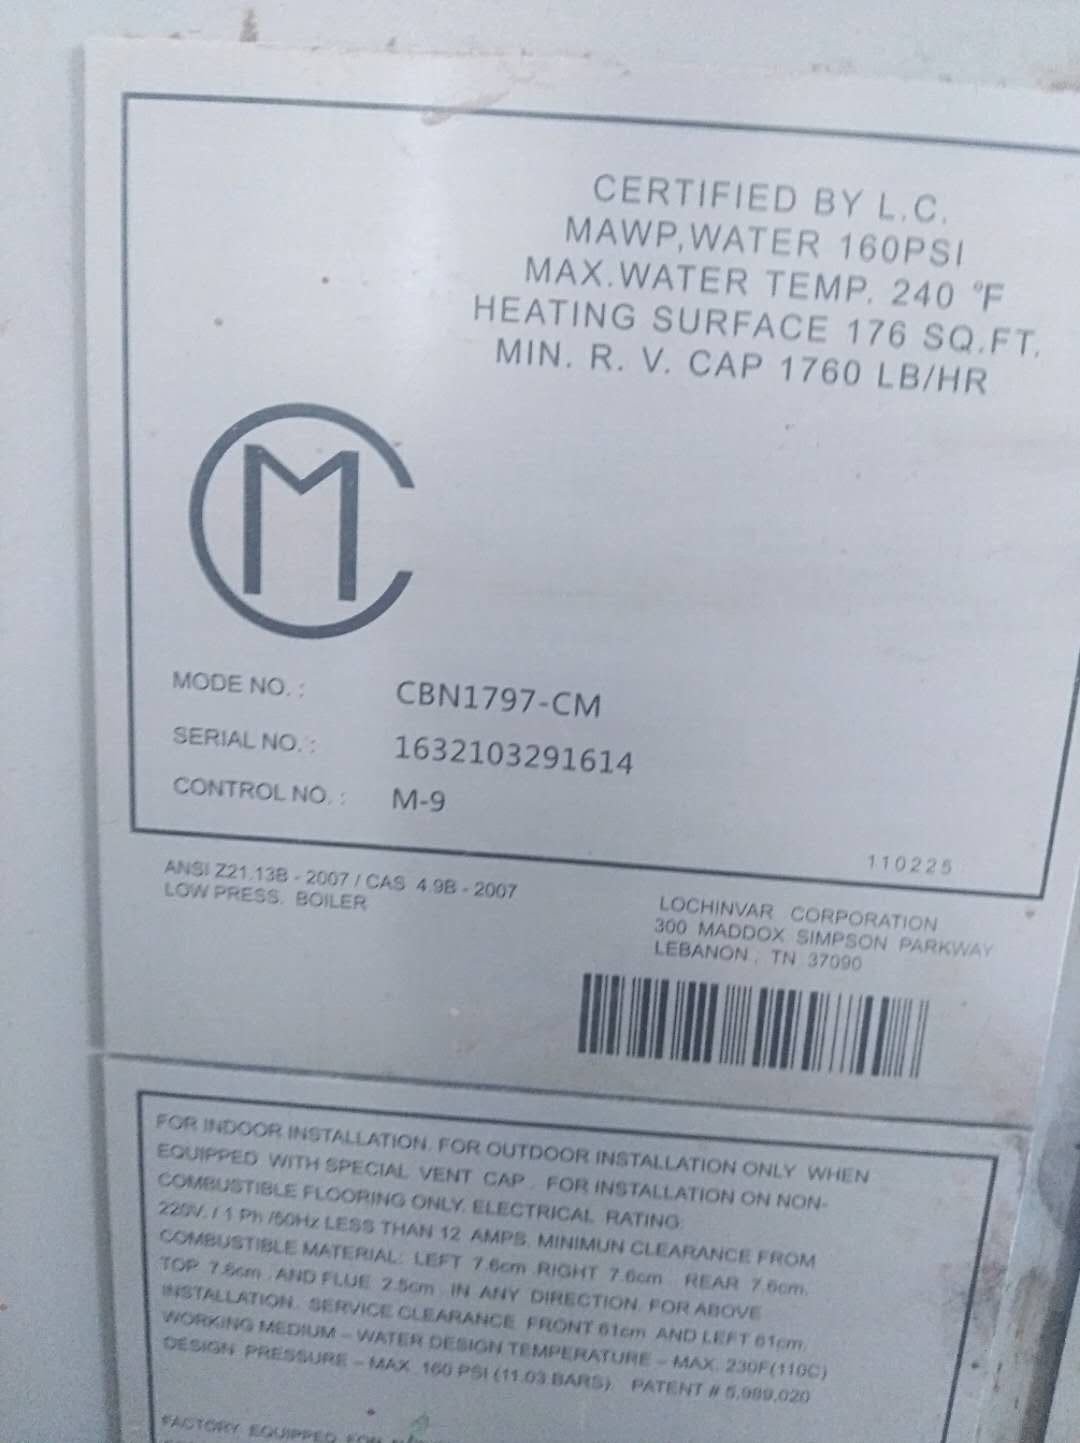 CERTIFIED BY L.C.
MAWP,WATER 160PSI
MAX.WATER TEMP. 240 °F
HEATING SURFACE 176 SQ.FT.
MIN. R. V. CAP 1760 LB/HR
CM
MODE NO. : CBN1797-CM
SERIAL NO. : 1632103291614
CONTROL NO. : M-9
110225
ANSI Z21.13B - 2007 / CAS 4.9B - 2007
LOW PRESS. BOILER
LOCHINVAR CORPORATION
300 MADDOX SIMPSON PARKWAY
LEBANON , TN 37090
FOR INDOOR INSTALLATION. FOR OUTDOOR INSTALLATION ONLY WHEN
EQUIPPED WITH SPECIAL VENT CAP . FOR INSTALLATION ON NON-
COMBUSTIBLE FLOORING ONLY. ELECTRICAL RATING:
220V. / 1 Ph /50Hz LESS THAN 12 AMPS. MINIMUN CLEARANCE FROM
COMBUSTIBLE MATERIAL: LEFT 7.6cm RIGHT 7.6cm REAR 7.6cm.
TOP 7.6cm . AND FLUE 2.5cm . IN ANY DIRECTION. FOR ABOVE
INSTALLATION. SERVICE CLEARANCE FRONT 61cm AND LEFT 61cm.
WORKING MEDIUM – WATER DESIGN TEMPERATURE – MAX. 230F(110C)
DESIGN PRESSURE – MAX 160 PSI (11.03 BARS) PATENT # 5,989,020
FACTORY EQUIPPED FOR